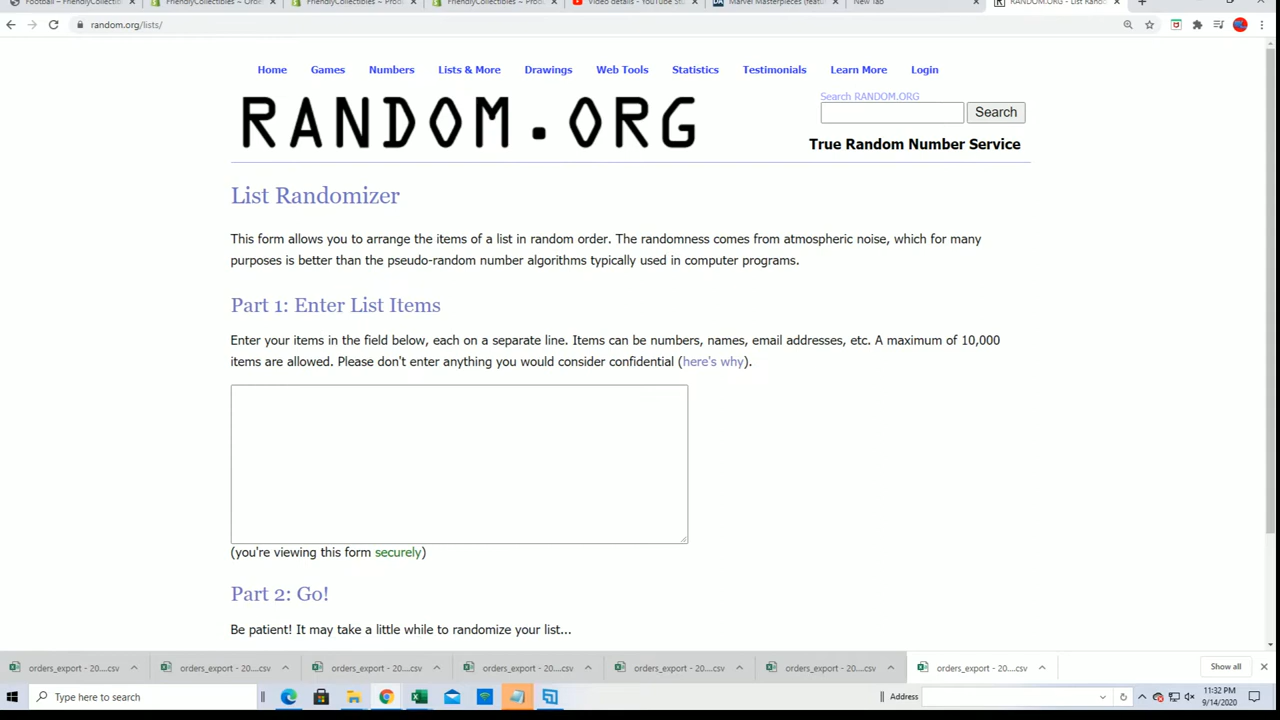 Football – FriendlyCollectibles
FriendlyCollectibles ~ Orde
FriendlyCollectibles ~ Prod
FriendlyCollectibles ~ Prod
Video details - YouTube St
Marvel Masterpieces (featu
New Tab
RANDOM.ORG - List Rando
random.org/lists/
Home Games Numbers Lists & More Drawings Web Tools Statistics Testimonials Learn More Login
RANDOM.ORG
Search RANDOM.ORG
Search
True Random Number Service
List Randomizer
This form allows you to arrange the items of a list in random order. The randomness comes from atmospheric noise, which for many
purposes is better than the pseudo-random number algorithms typically used in computer programs.
Part 1: Enter List Items
Enter your items in the field below, each on a separate line. Items can be numbers, names, email addresses, etc. A maximum of 10,000
items are allowed. Please don't enter anything you would consider confidential (here's why).
(you're viewing this form securely)
Part 2: Go!
Be patient! It may take a little while to randomize your list...
orders_export - 20....csv orders_export - 20....csv orders_export - 20....csv orders_export - 20....csv orders_export - 20....csv orders_export - 20....csv orders_export - 20....csv Show all
Type here to search
Address
11:32 PM
9/14/2020